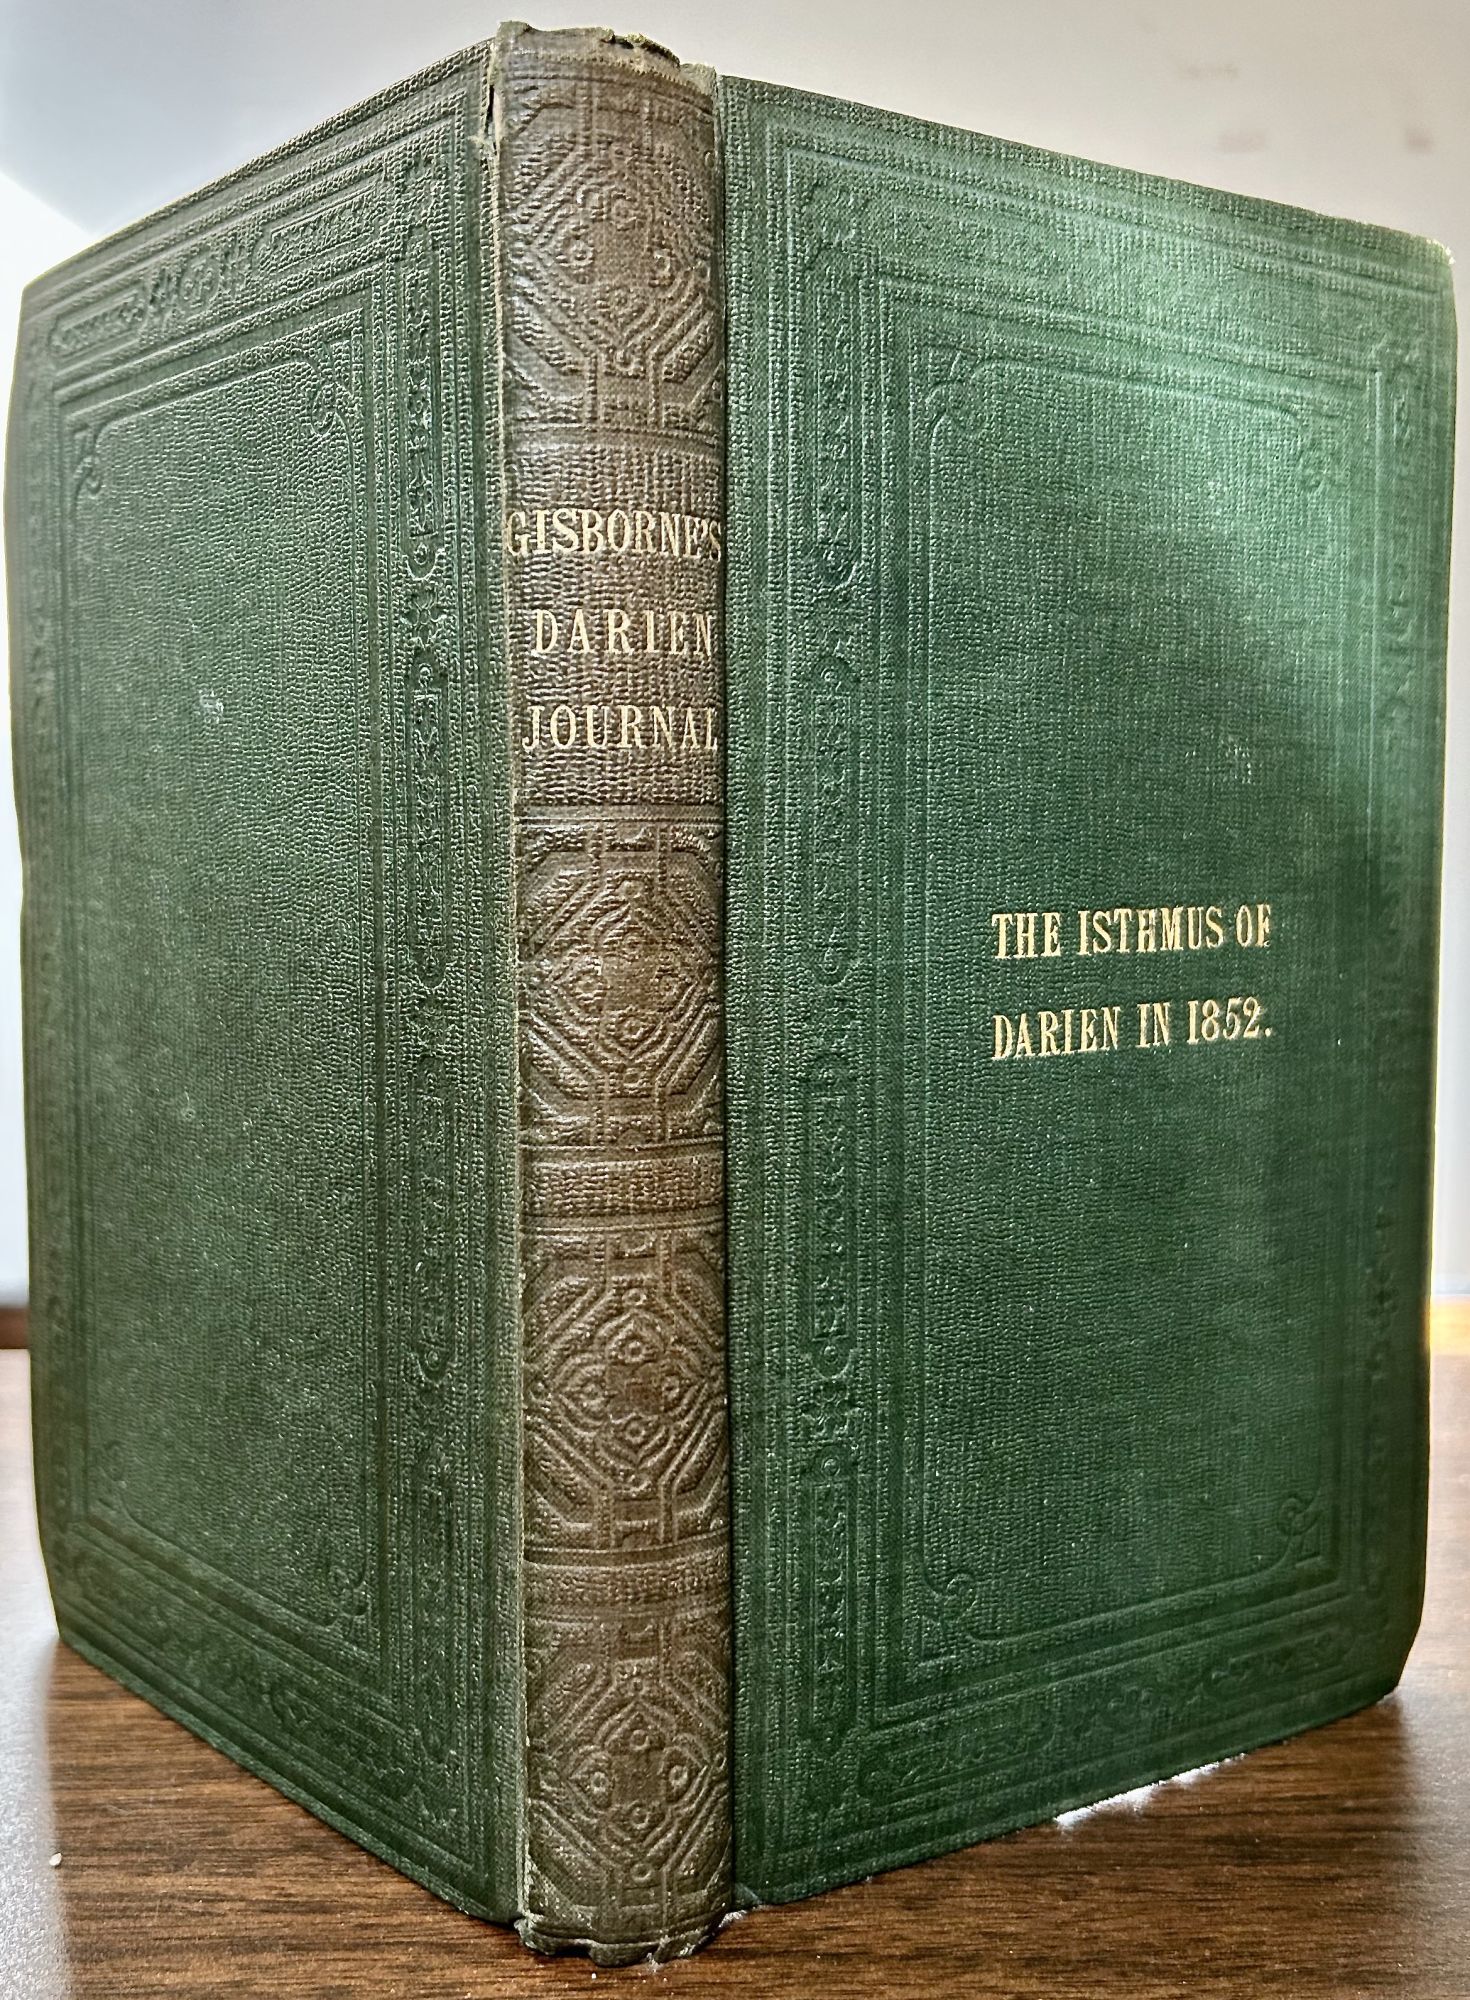 GISBORNE'S
DARIEN
JOURNAL
THE ISTHMUS OF
DARIEN IN 1852.